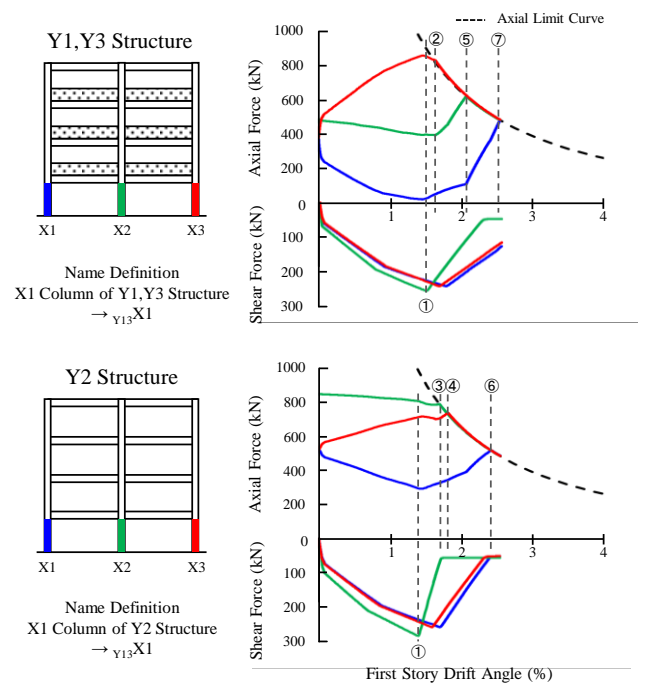 Axial Limit Curve
Y1,Y3 Structure
X1 X2 X3
Name Definition
X1 Column of Y1,Y3 Structure
→ Y13X1
Axial Force (kN)
1000
800
600
400
200
0
② ⑤ ⑦
1 2 3 4
Shear Force (kN)
100
200
300
①
Y2 Structure
X1 X2 X3
Name Definition
X1 Column of Y2 Structure
→ Y13X1
Axial Force (kN)
1000
800
600
400
200
0
③④ ⑥
1 2 3 4
Shear Force (kN)
100
200
300
①
First Story Drift Angle (%)